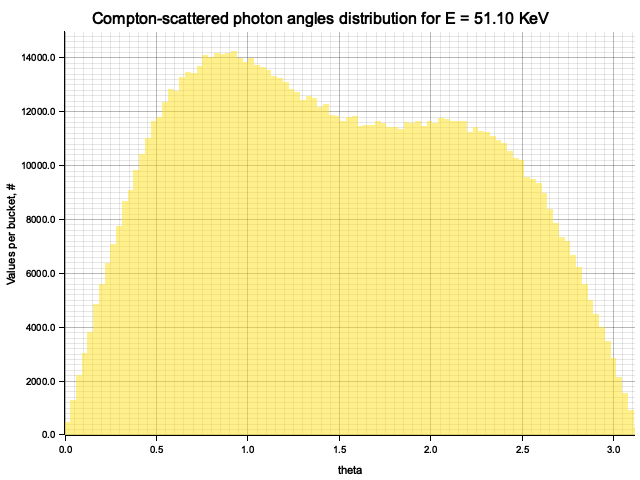 Compton-scattered photon angles distribution for E = 51.10 KeV
Values per bucket, #
14000.0
12000.0
10000.0
8000.0
6000.0
4000.0
2000.0
0.0
0.0 0.5 1.0 1.5 2.0 2.5 3.0
theta